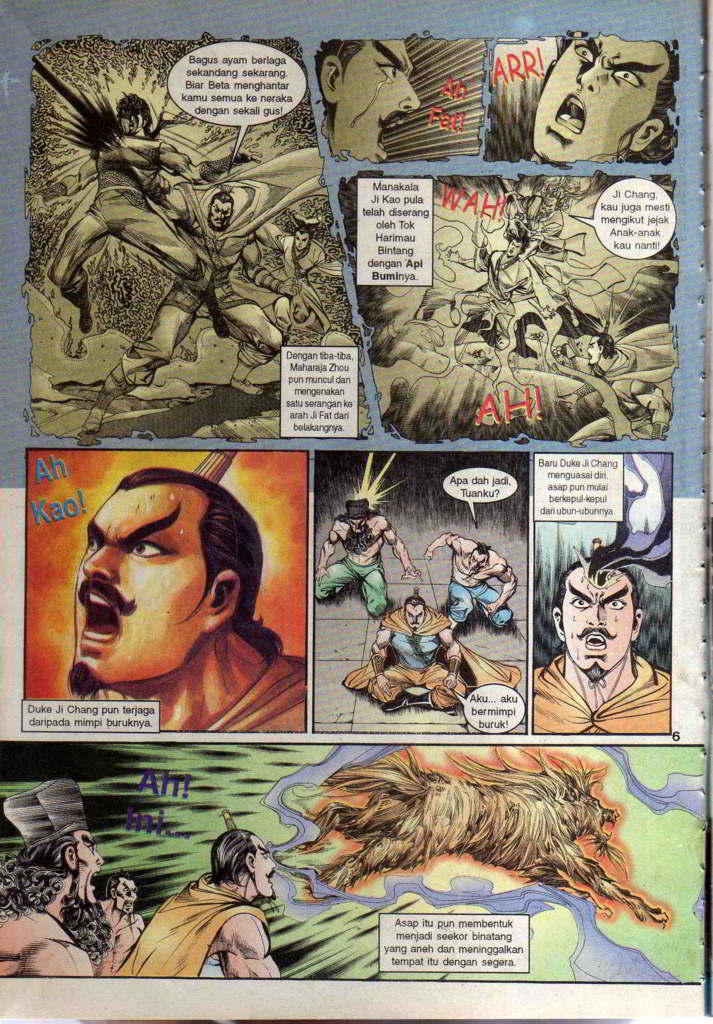 Bagus ayam berlaga
sekandang sekarang.
Biar Beta menghantar
kamu semua ke neraka
dengan sekali gus!
Dengan tiba-tiba,
Maharaja Zhou
pun muncul dan
mengenakan
satu serangan ke
arah Ji Fat dari
belakangnya.
Ah
Fat!
ARR!
Manakala
Ji Kao pula
telah diserang
oleh Tok
Harimau
Bintang
dengan Api
Buminya.
WAH!
Ji Chang,
kau juga mesti
mengikut jejak
Anak-anak
kau nanti!
AH!
Ah
Kao!
Duke Ji Chang pun terjaga
daripada mimpi buruknya.
Apa dah jadi,
Tuanku?
Aku... aku
bermimpi
buruk!
Baru Duke Ji Chang
menguasai diri,
asap pun mulai
berkepul-kepul
dari ubun-ubunnya.
6
Ah!
Ini...
Asap itu pun membentuk
menjadi seekor binatang
yang aneh dan meninggalkan
tempat itu dengan segera.